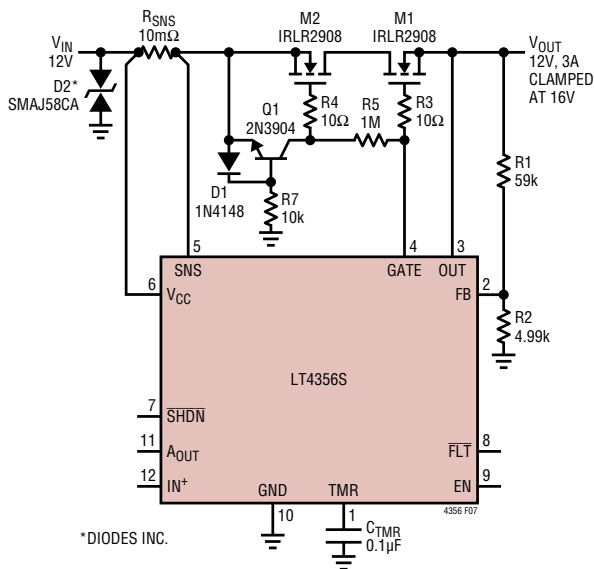 RSNS
10mΩ
M2
IRLR2908
M1
IRLR2908
VIN
12V
VOUT
12V, 3A
CLAMPED
AT 16V
D2*
SMAJ58CA
Q1
2N3904
R4
10Ω
R5
1M
R3
10Ω
R1
59k
D1
1N4148
R7
10k
5
4
3
SNS
GATE
OUT
6
VCC
FB
2
R2
4.99k
LT4356S
7
SHDN
11
AOUT
FLT
8
12
IN+
EN
9
GND
TMR
10
1
4356 F07
*DIODES INC.
CTMR
0.1µF